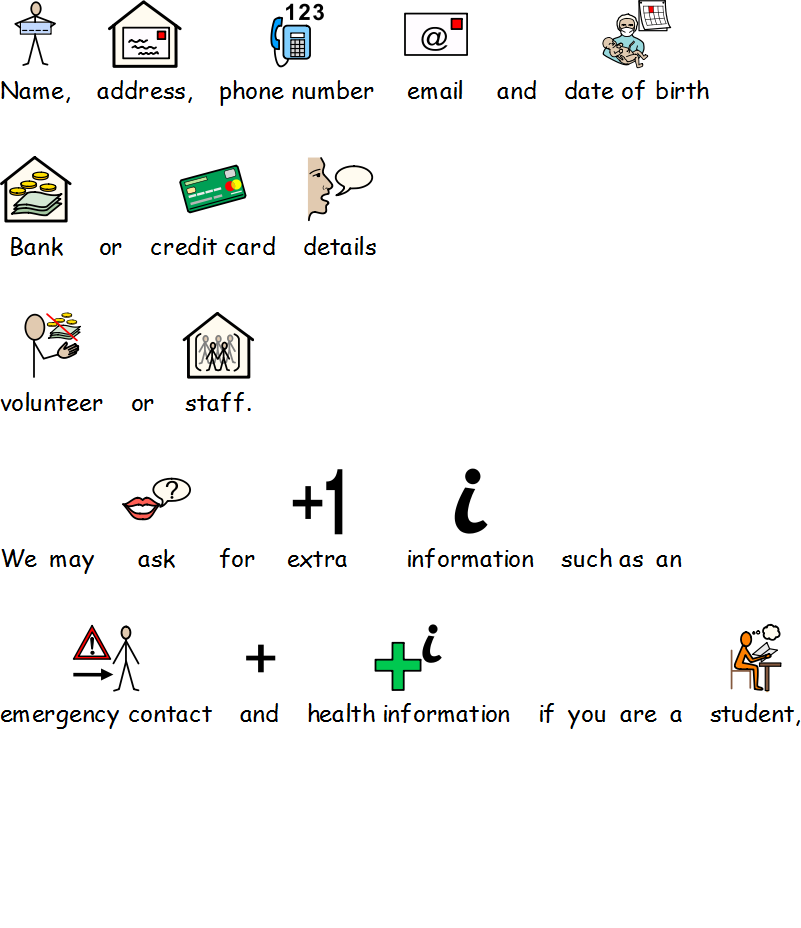 123
@
Name, address, phone number email and date of birth
Bank or credit card details
volunteer or staff.
? +1 i
We may ask for extra information such as an
! + i
emergency contact and health information if you are a student,